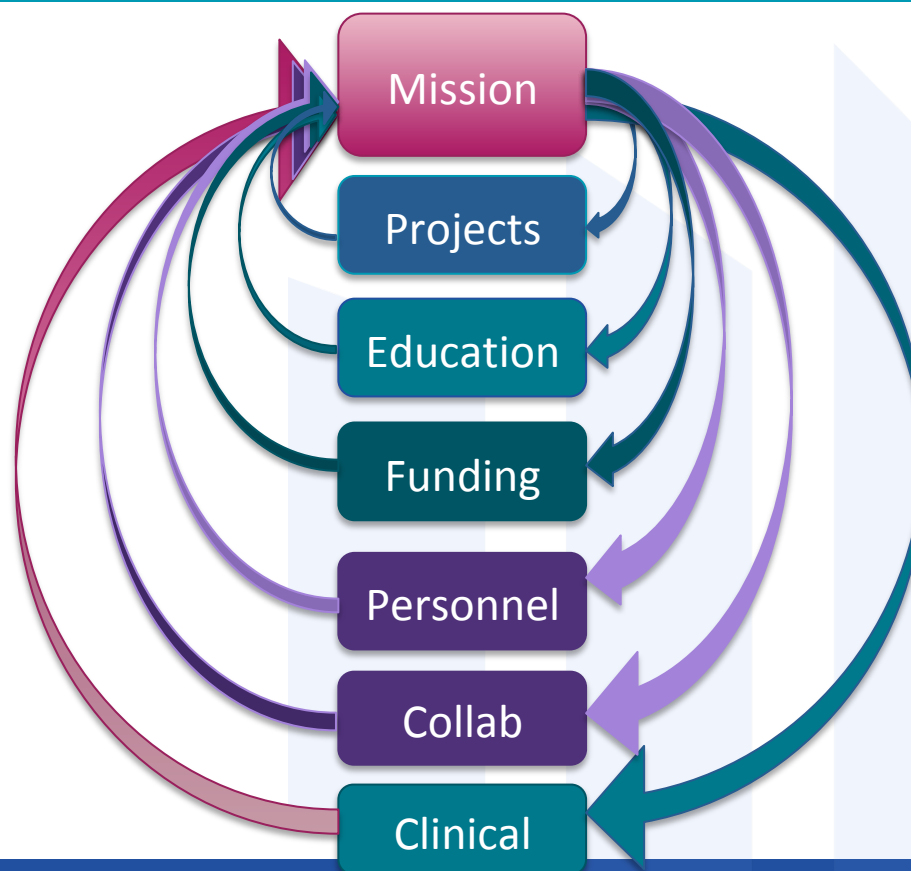 Mission
Projects
Education
Funding
Personnel
Collab
Clinical